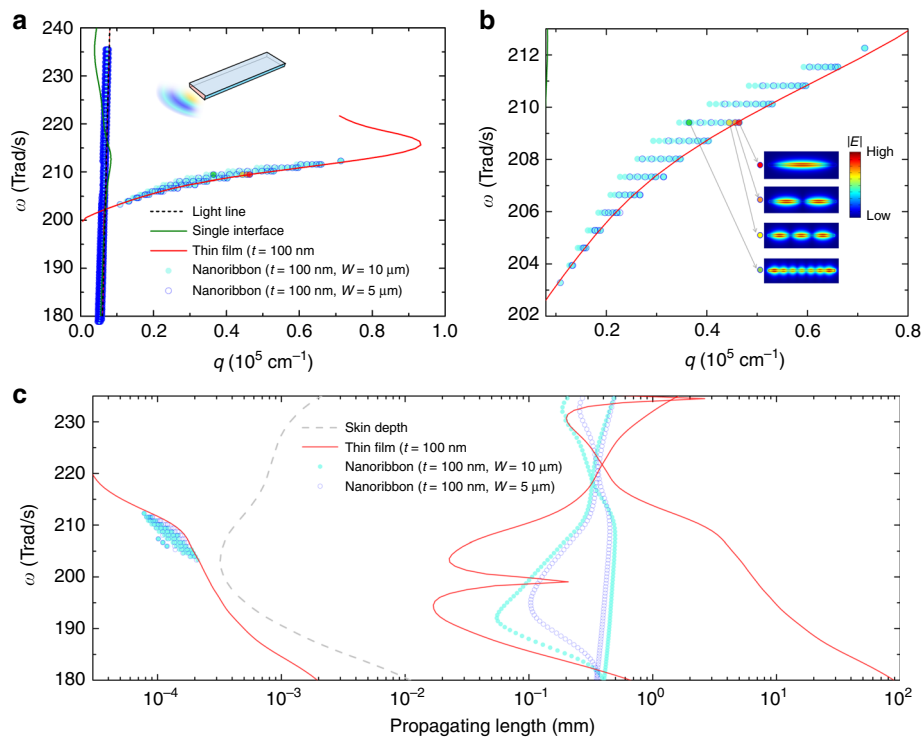 a
240
230
220
210
200
190
180
ω (Trad/s)
Light line
Single interface
Thin film (t = 100 nm
Nanoribbon (t = 100 nm, W = 10 μm)
Nanoribbon (t = 100 nm, W = 5 μm)
0.0 0.2 0.4 0.6 0.8 1.0
q (10⁵ cm⁻¹)
b
212
210
208
206
204
202
ω (Trad/s)
|E|
High
Low
0.2 0.4 0.6 0.8
q (10⁵ cm⁻¹)
c
230
220
210
200
190
180
ω (Trad/s)
Skin depth
Thin film (t = 100 nm
Nanoribbon (t = 100 nm, W = 10 μm)
Nanoribbon (t = 100 nm, W = 5 μm)
10⁻⁴ 10⁻³ 10⁻² 10⁻¹ 10⁰ 10¹ 10²
Propagating length (mm)